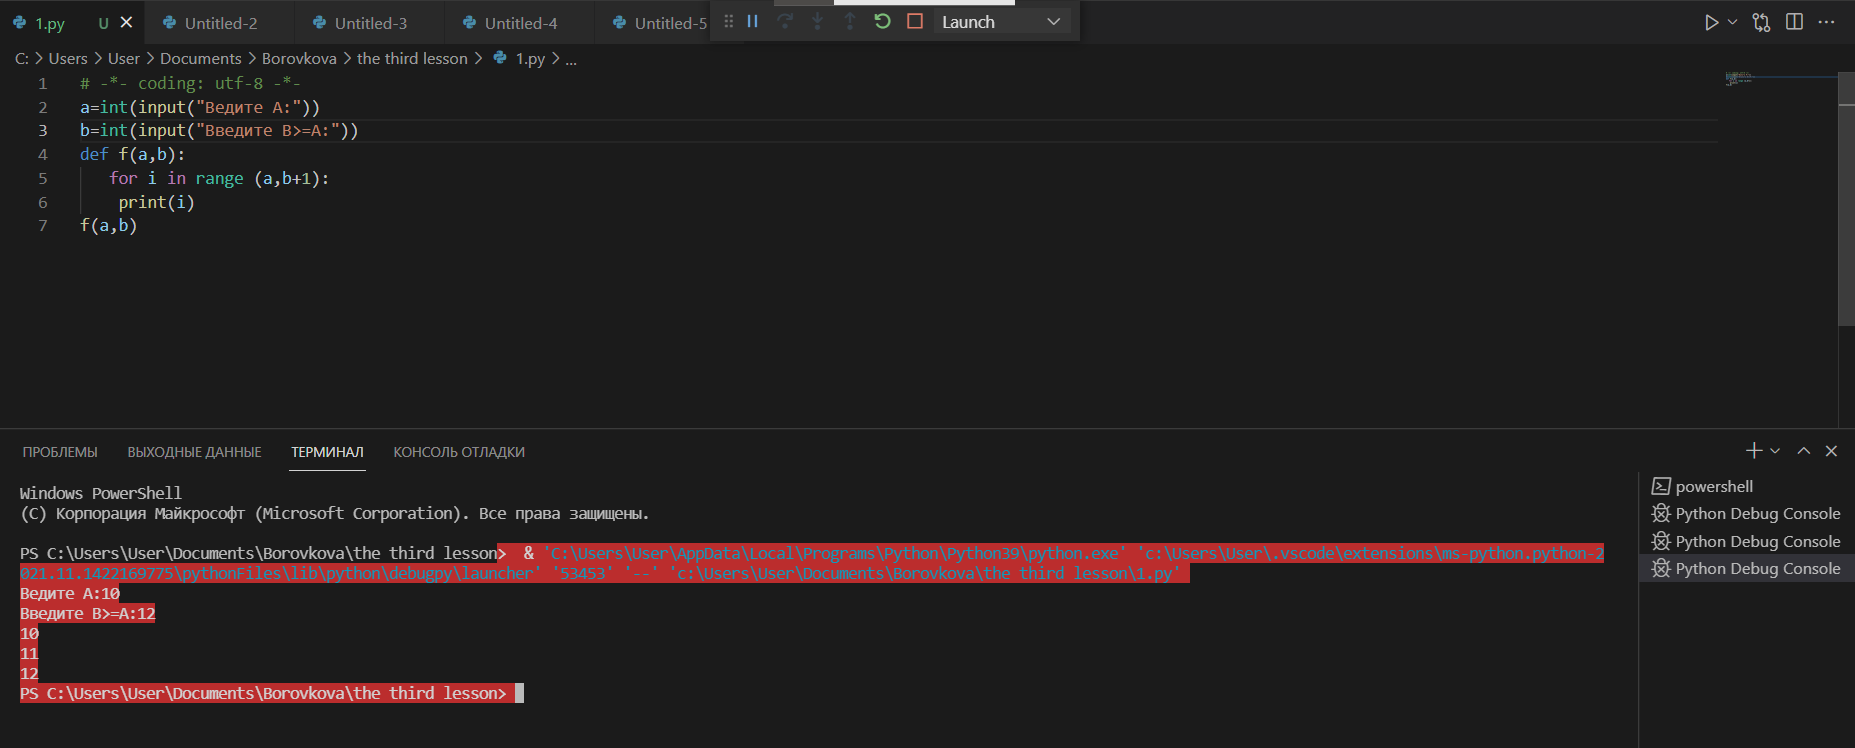 1.py U Untitled-2 Untitled-3 Untitled-4 Untitled-5 Launch
C: > Users > User > Documents > Borovkova > the third lesson > 1.py > ...
1 # -*- coding: utf-8 -*-
2 a=int(input("Ведите A:"))
3 b=int(input("Введите B>=A:"))
4 def f(a,b):
5 for i in range (a,b+1):
6 print(i)
7 f(a,b)
ПРОБЛЕМЫ ВЫХОДНЫЕ ДАННЫЕ ТЕРМИНАЛ КОНСОЛЬ ОТЛАДКИ
Windows PowerShell
(C) Корпорация Майкрософт (Microsoft Corporation). Все права защищены.
PS C:\Users\User\Documents\Borovkova\the third lesson> & 'C:\Users\User\AppData\Local\Programs\Python\Python39\python.exe' 'c:\Users\User\.vscode\extensions\ms-python.python-2
021.11.1422169775\pythonFiles\lib\python\debugpy\launcher' '53453' '--' 'c:\Users\User\Documents\Borovkova\the third lesson\1.py'
Ведите A:10
Введите B>=A:12
10
11
12
PS C:\Users\User\Documents\Borovkova\the third lesson>
powershell
Python Debug Console
Python Debug Console
Python Debug Console